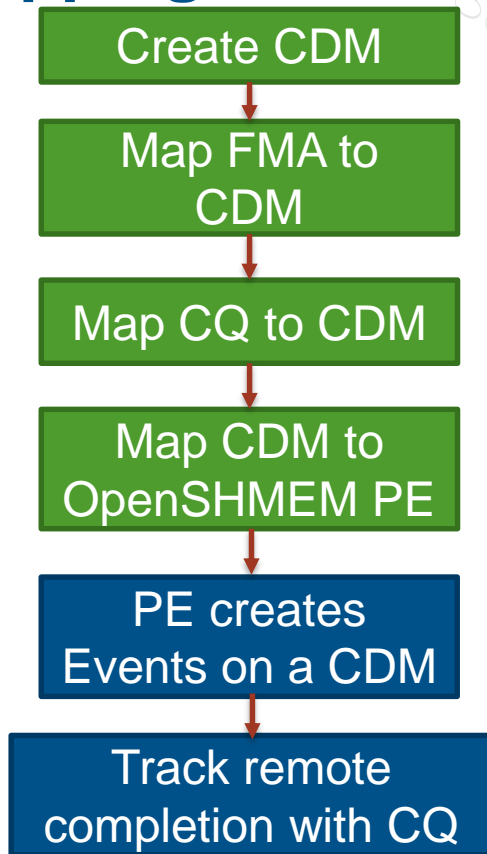 Create CDM
Map FMA to
CDM
Map CQ to CDM
Map CDM to
OpenSHMEM PE
PE creates
Events on a CDM
Track remote
completion with CQ